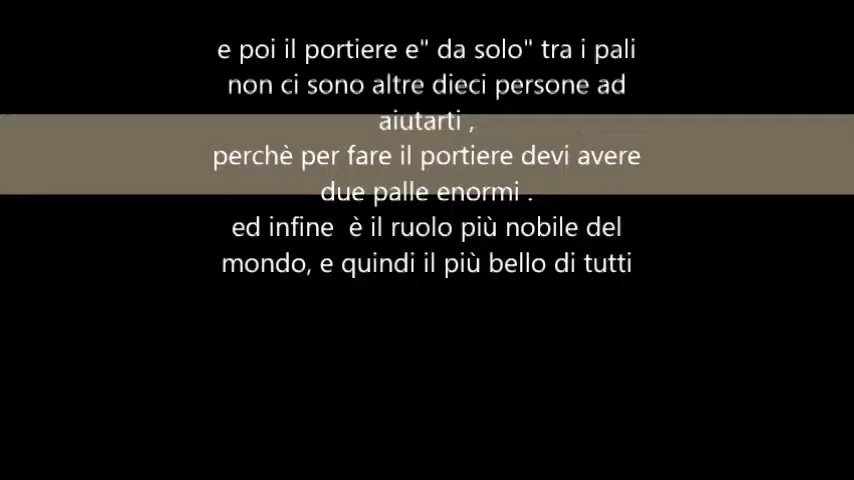 e poi il portiere e" da solo" tra i pali
non ci sono altre dieci persone ad
aiutarti ,
perchè per fare il portiere devi avere
due palle enormi .
ed infine  è il ruolo più nobile del
mondo, e quindi il più bello di tutti